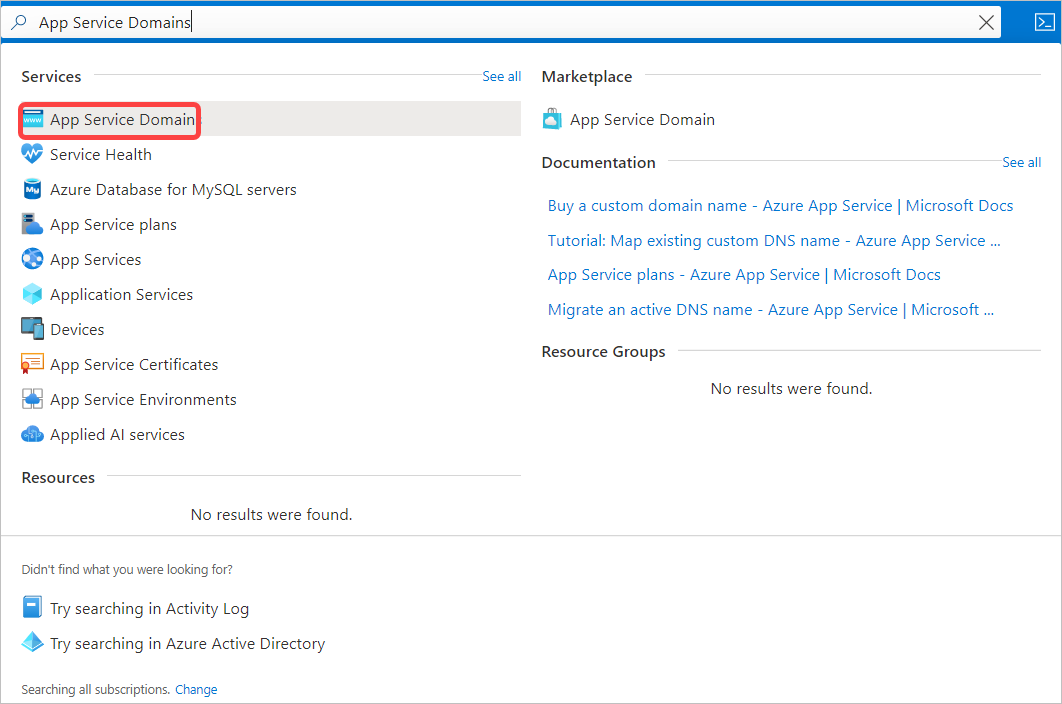 App Service Domains
Services
See all
App Service Domain
Service Health
Azure Database for MySQL servers
App Service plans
App Services
Application Services
Devices
App Service Certificates
App Service Environments
Applied AI services
Resources
No results were found.
Marketplace
App Service Domain
Documentation
See all
Buy a custom domain name - Azure App Service | Microsoft Docs
Tutorial: Map existing custom DNS name - Azure App Service ...
App Service plans - Azure App Service | Microsoft Docs
Migrate an active DNS name - Azure App Service | Microsoft ...
Resource Groups
No results were found.
Didn't find what you were looking for?
Try searching in Activity Log
Try searching in Azure Active Directory
Searching all subscriptions. Change